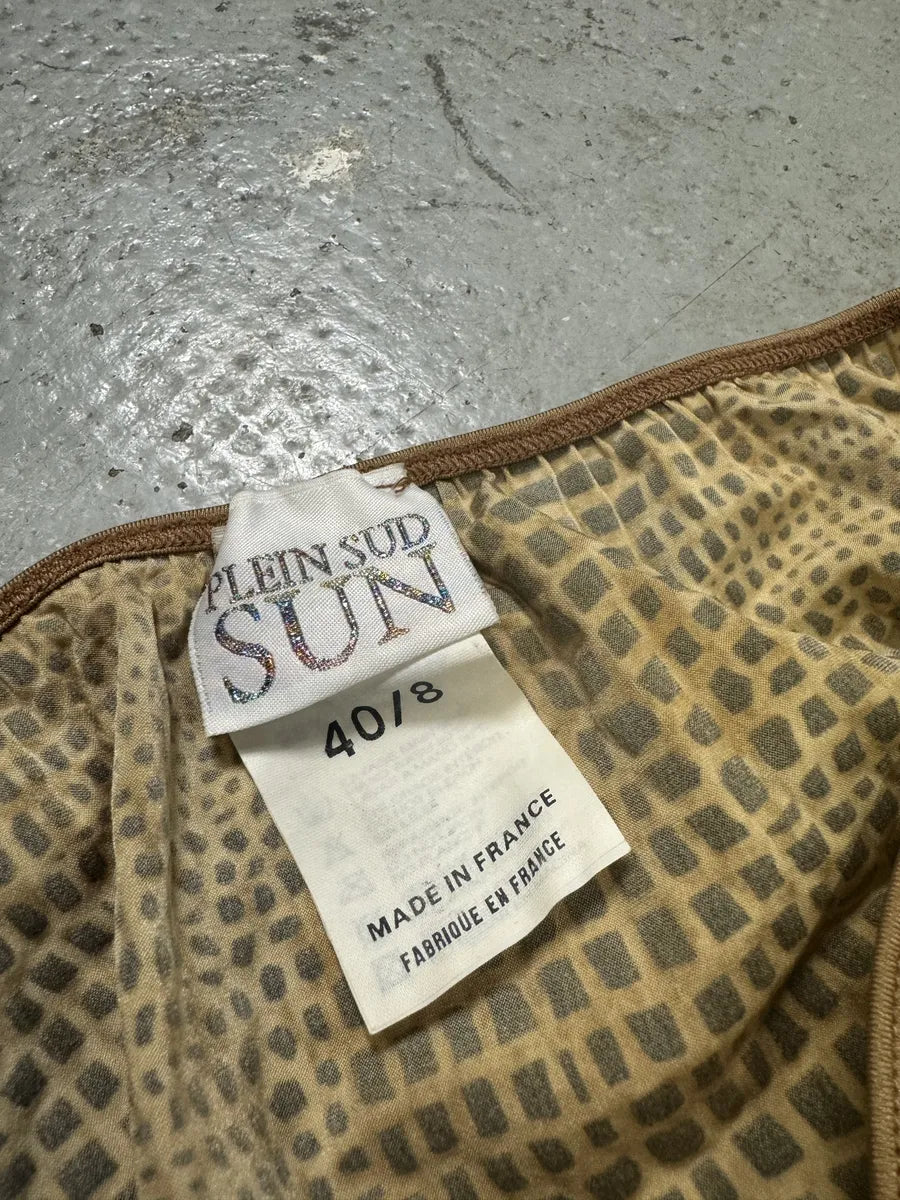 PLEIN SUD
SUN
40/8
MADE IN FRANCE
FABRIQUE EN FRANCE